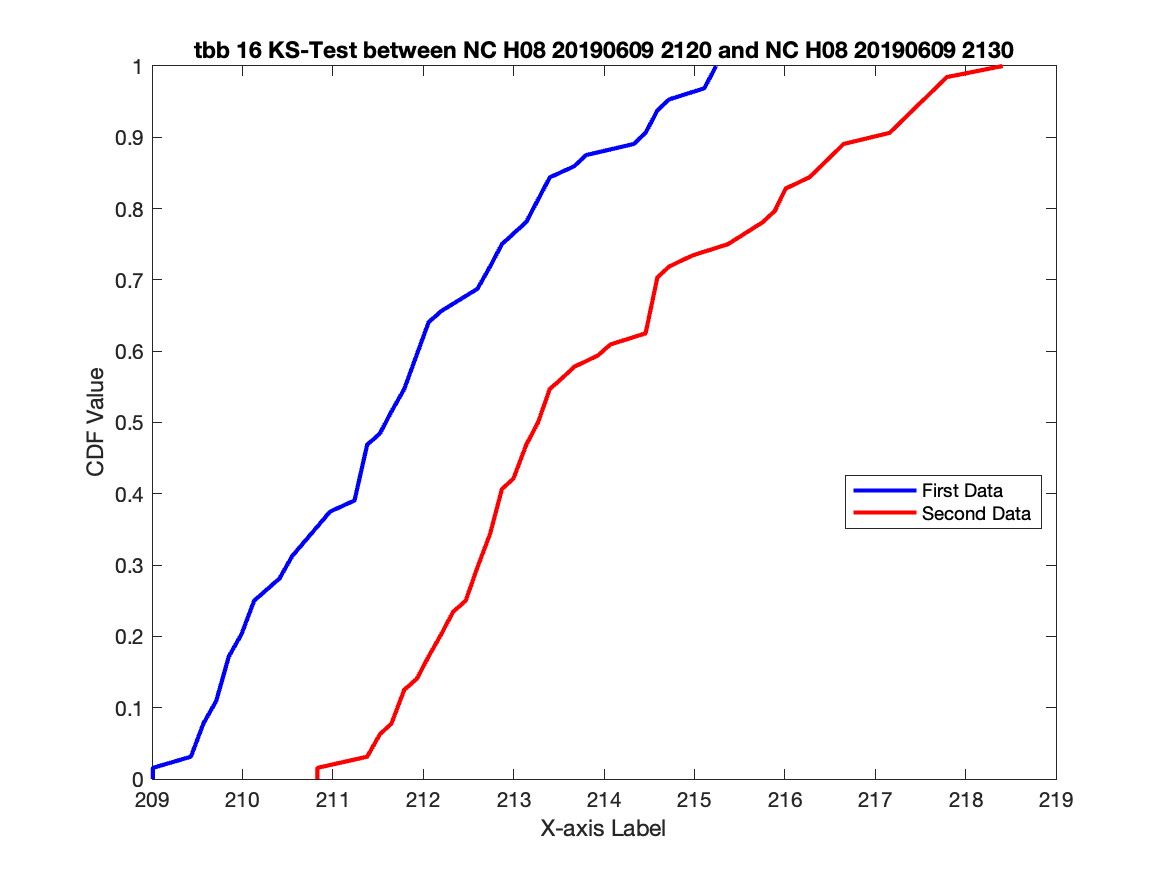 tbb 16 KS-Test between NC H08 20190609 2120 and NC H08 20190609 2130
1
0.9
0.8
0.7
0.6
0.5
0.4
0.3
0.2
0.1
0
CDF Value
First Data
Second Data
209 210 211 212 213 214 215 216 217 218 219
X-axis Label